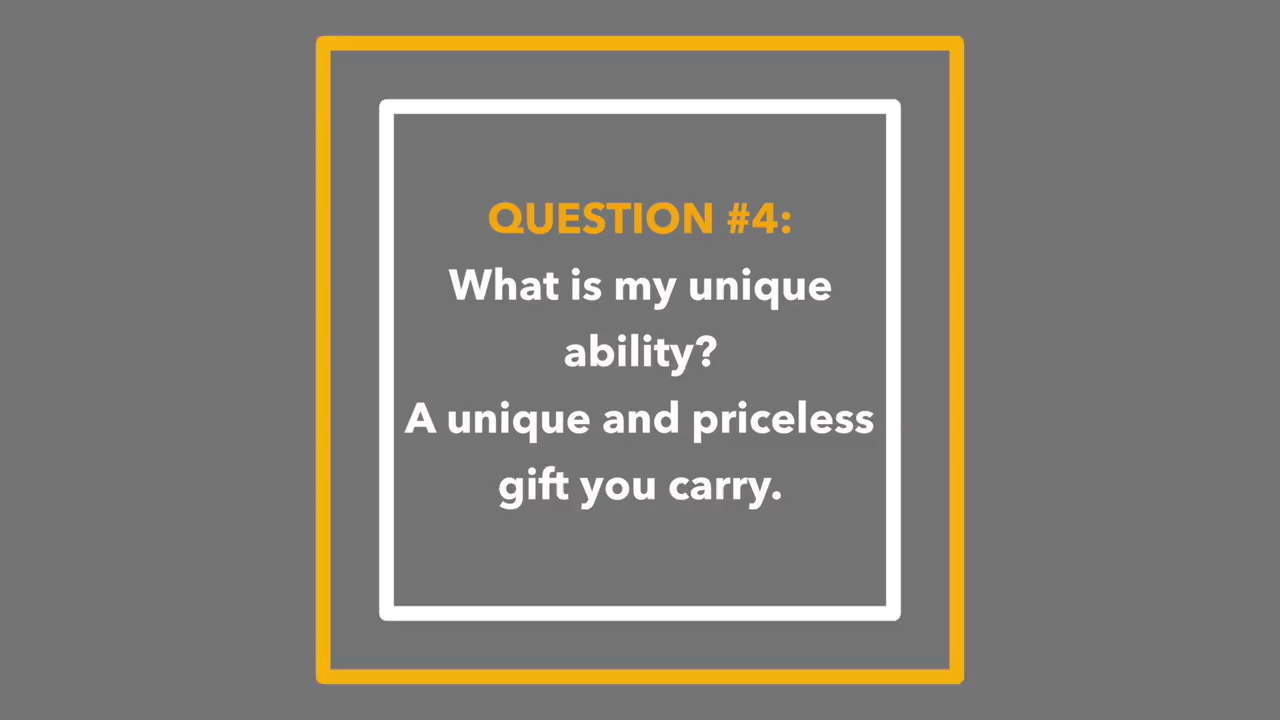 QUESTION #4:
What is my unique
ability?
A unique and priceless
gift you carry.